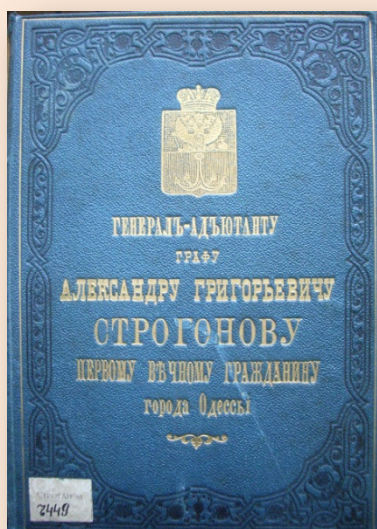 ГЕНЕРАЛЪ-АДЪЮТАНТУ
ГРАФУ
АЛЕКСАНДРУ ГРИГОРЬЕВИЧУ
СТРОГОНОВУ
ПЕРВОМУ ВѢЧНОМУ ГРАЖДАНИНУ
города Одессы
2449